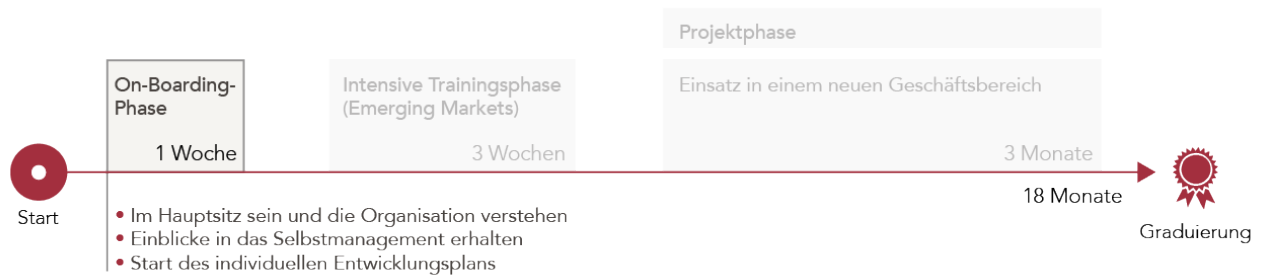 Projektphase
On-Boarding-
Phase
1 Woche
Intensive Trainingsphase
(Emerging Markets)
3 Wochen
Einsatz in einem neuen Geschäftsbereich
3 Monate
18 Monate
Start
Graduierung
• Im Hauptsitz sein und die Organisation verstehen
• Einblicke in das Selbstmanagement erhalten
• Start des individuellen Entwicklungsplans